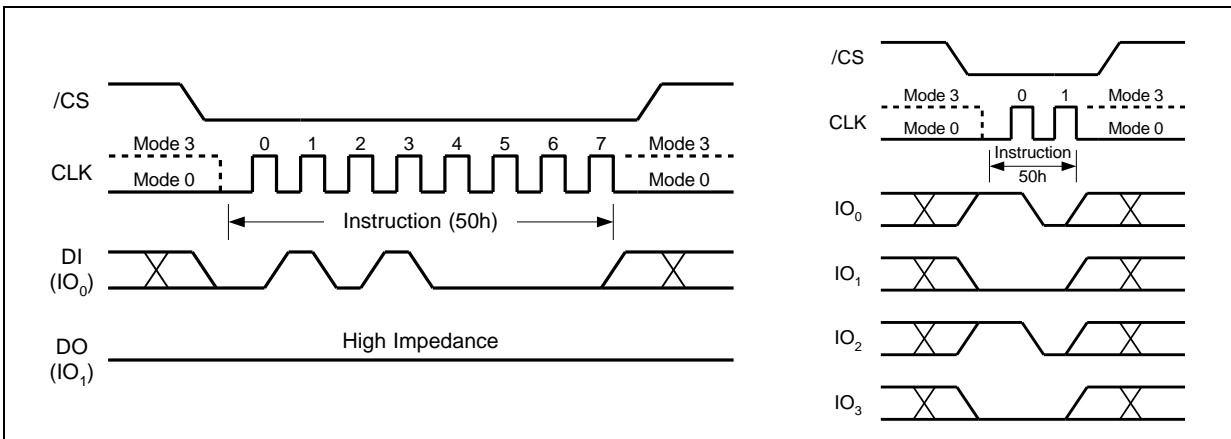 /CS
Mode 3 0 1 2 3 4 5 6 7 Mode 3
CLK
Mode 0 Mode 0
Instruction (50h)
DI
(IO0)
High Impedance
DO
(IO1)
/CS
Mode 3 0 1 Mode 3
CLK
Mode 0 Mode 0
Instruction
50h
IO0
IO1
IO2
IO3